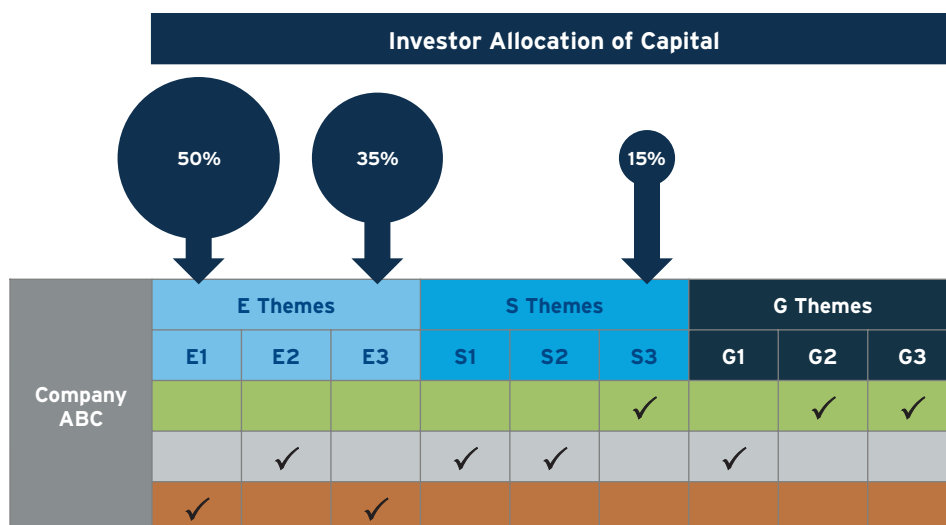 Investor Allocation of Capital
50%
35%
15%
E Themes
S Themes
G Themes
E1
E2
E3
S1
S2
S3
G1
G2
G3
Company
ABC